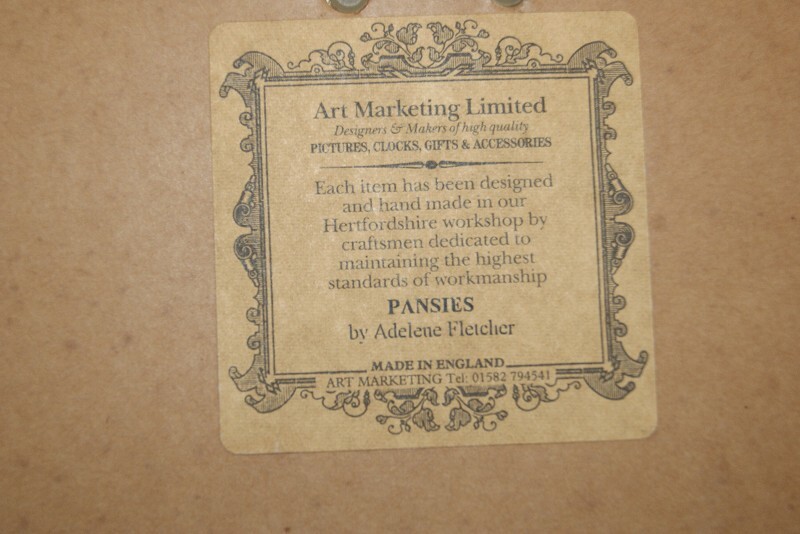 Art Marketing Limited
Designers & Makers of high quality
PICTURES, CLOCKS, GIFTS & ACCESSORIES
Each item has been designed
and hand made in our
Hertfordshire workshop by
craftsmen dedicated to
maintaining the highest
standards of workmanship
PANSIES
by Adelene Fletcher
MADE IN ENGLAND
ART MARKETING Tel: 01582 794541